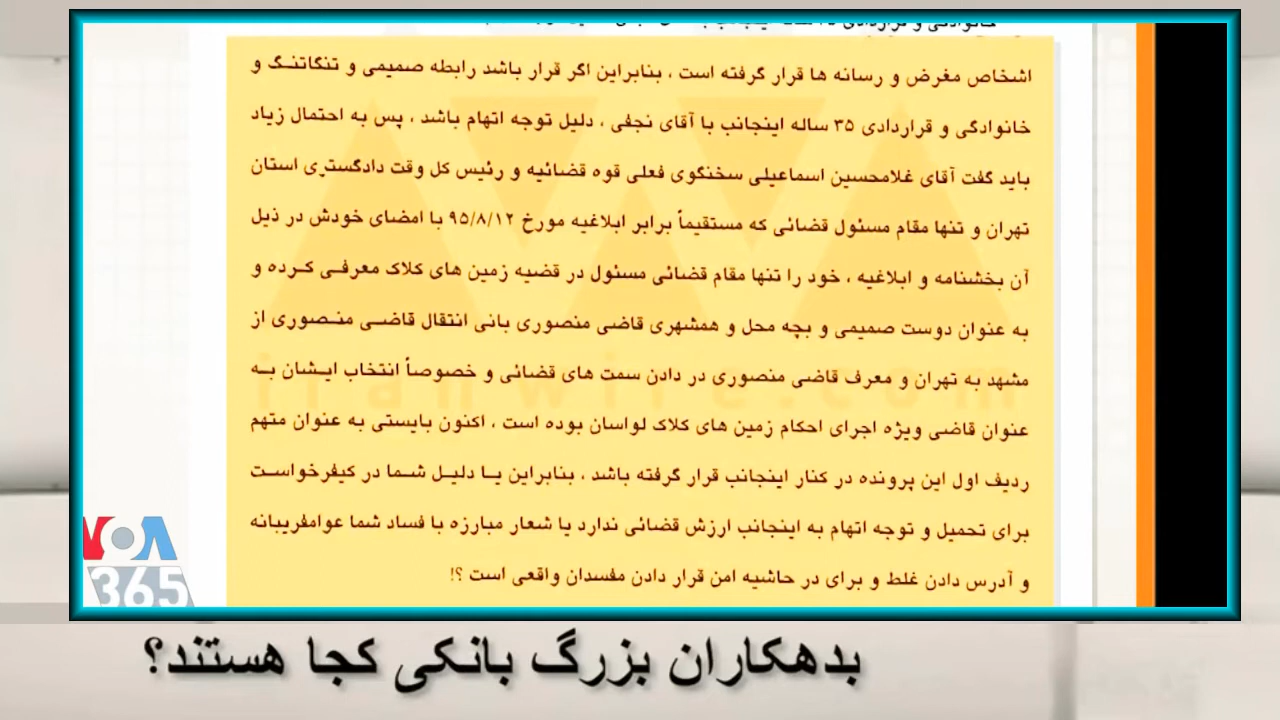 خانوادگی و قراردادی ۳۵ ساله اینجانب با
اشخاص مغرض و رسانه ها قرار گرفته است ، بنابراین اگر قرار باشد رابطه صمیمی و تنگاتنگ و
خانوادگی و قراردادی ۳۵ ساله اینجانب با آقای نجفی ، دلیل توجه اتهام باشد ، پس به احتمال زیاد
باید گفت آقای غلامحسین اسماعیلی سخنگوی فعلی قوه قضائیه و رئیس کل وقت دادگستری استان
تهران و تنها مقام مسئول قضائی که مستقیماً برابر ابلاغیه مورخ ۹۵/۸/۱۲ با امضای خودش در ذیل
آن بخشنامه و ابلاغیه ، خود را تنها مقام قضائی مسئول در قضیه زمین های کلاک معرفی کرده و
به عنوان دوست صمیمی و بچه محل و همشهری قاضی منصوری بانی انتقال قاضی منصوری از
مشهد به تهران و معرف قاضی منصوری در دادن سمت های قضائی و خصوصاً انتخاب ایشان به
عنوان قاضی ویژه اجرای احکام زمین های کلاک لواسان بوده است ، اکنون بایستی به عنوان متهم
ردیف اول این پرونده در کنار اینجانب قرار گرفته باشد ، بنابراین یا دلیل شما در کیفرخواست
برای تحمیل و توجه اتهام به اینجانب ارزش قضائی ندارد یا شعار مبارزه با فساد شما عوامفریبانه
و آدرس دادن غلط و برای در حاشیه امن قرار دادن مفسدان واقعی است ؟!
iranwire.com
VOA
365
بدهکاران بزرگ بانکی کجا هستند؟